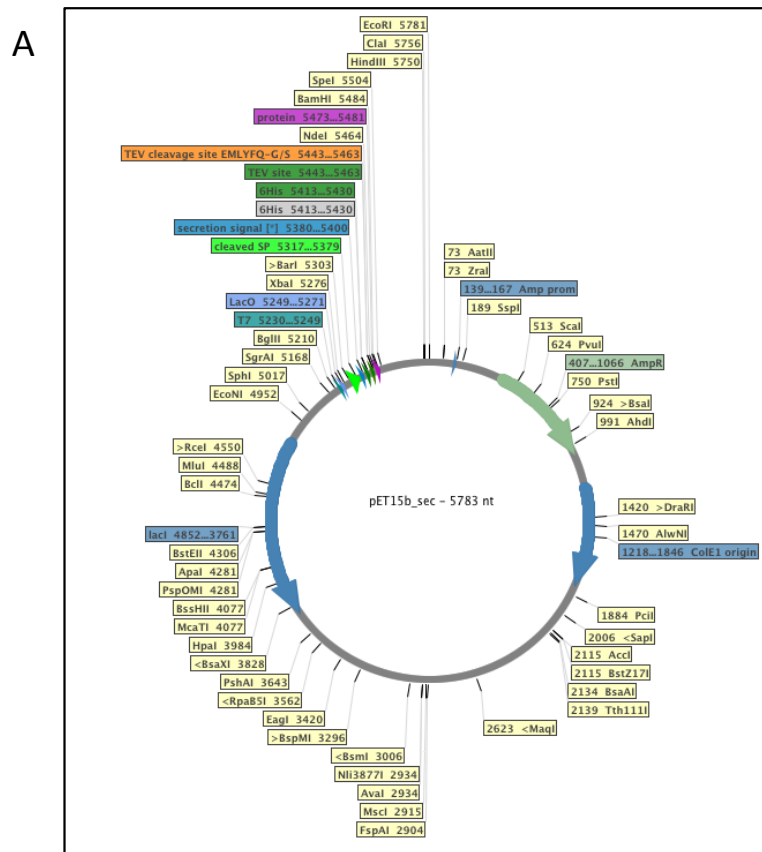 A
EcoRI 5781
ClaI 5756
HindIII 5750
SpeI 5504
BamHI 5484
protein 5473...5481
NdeI 5464
TEV cleavage site EMLYFQ-G/S 5443...5463
TEV site 5443...5463
6His 5413...5430
6His 5413...5430
secretion signal [*] 5380...5400
cleaved SP 5317...5379
>BarI 5303
XbaI 5276
LacO 5249...5271
T7 5230...5249
BglII 5210
SgrAI 5168
SphI 5017
EcoNI 4952
>RceI 4550
MluI 4488
BclI 4474
lacI 4852...3761
BstEII 4306
ApaI 4281
PspOMI 4281
BssHII 4077
McaTI 4077
HpaI 3984
<BsaXI 3828
PshAI 3643
<RpaB5I 3562
EagI 3420
>BspMI 3296
<BsmI 3006
Nli3877I 2934
AvaI 2934
MscI 2915
FspAI 2904
73 AatII
73 ZraI
139...167 Amp prom
189 SspI
513 ScaI
624 PvuI
407...1066 AmpR
750 PstI
924 >BsaI
991 AhdI
pET15b_sec - 5783 nt
1420 >DraRI
1470 AlwNI
1218...1846 ColE1 origin
1884 PciI
2006 <SapI
2115 AccI
2115 BstZ17I
2134 BsaAI
2139 Tth111I
2623 <MaqI